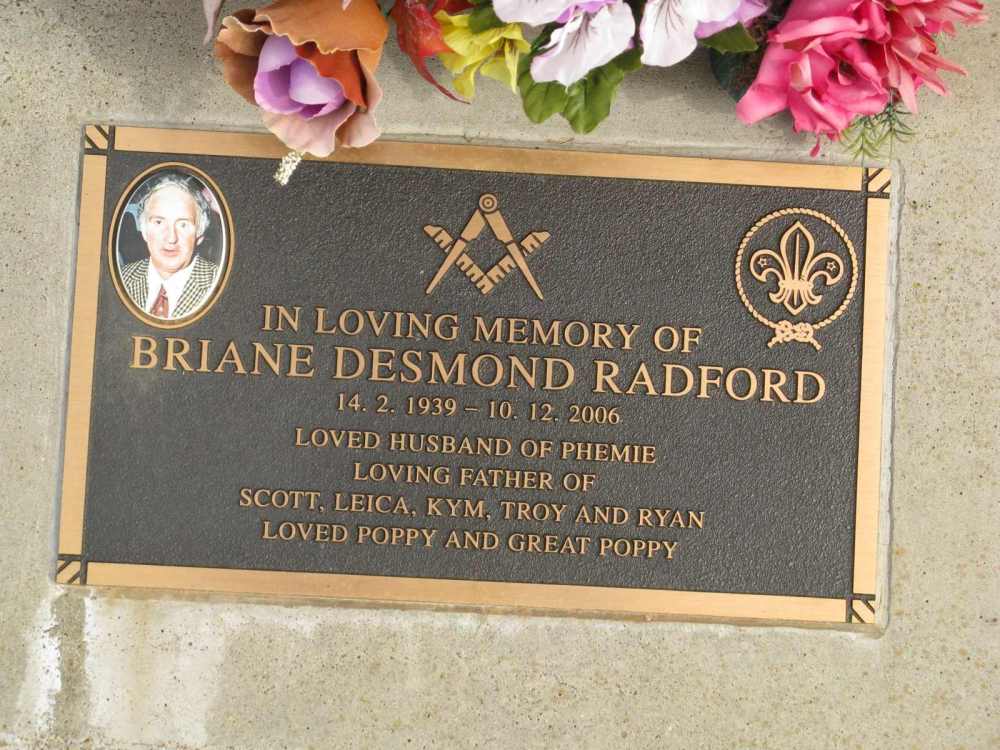 IN LOVING MEMORY OF
BRIANE DESMOND RADFORD
14. 2. 1939 – 10. 12. 2006
LOVED HUSBAND OF PHEMIE
LOVING FATHER OF
SCOTT, LEICA, KYM, TROY AND RYAN
LOVED POPPY AND GREAT POPPY